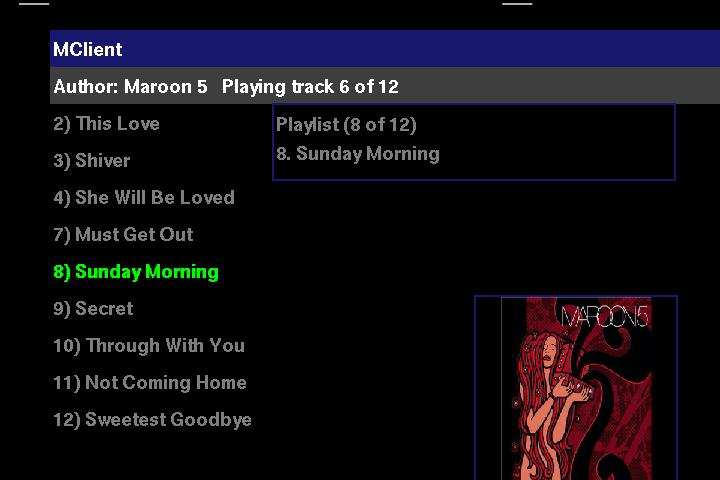 MClient
Author: Maroon 5 Playing track 6 of 12
2) This Love
Playlist (8 of 12)
3) Shiver
8. Sunday Morning
4) She Will Be Loved
7) Must Get Out
8) Sunday Morning
9) Secret
MAROON5
10) Through With You
11) Not Coming Home
12) Sweetest Goodbye